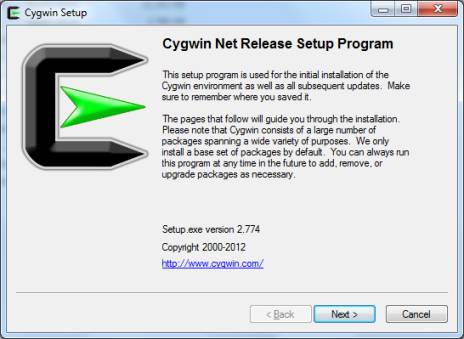 Cygwin Setup
Cygwin Net Release Setup Program
This setup program is used for the initial installation of the
Cygwin environment as well as all subsequent updates. Make
sure to remember where you saved it.
The pages that follow will guide you through the installation.
Please note that Cygwin consists of a large number of
packages spanning a wide variety of purposes. We only
install a base set of packages by default. You can always run
this program at any time in the future to add, remove, or
upgrade packages as necessary.
Setup.exe version 2.774
Copyright 2000-2012
http://www.cygwin.com/
< Back
Next >
Cancel